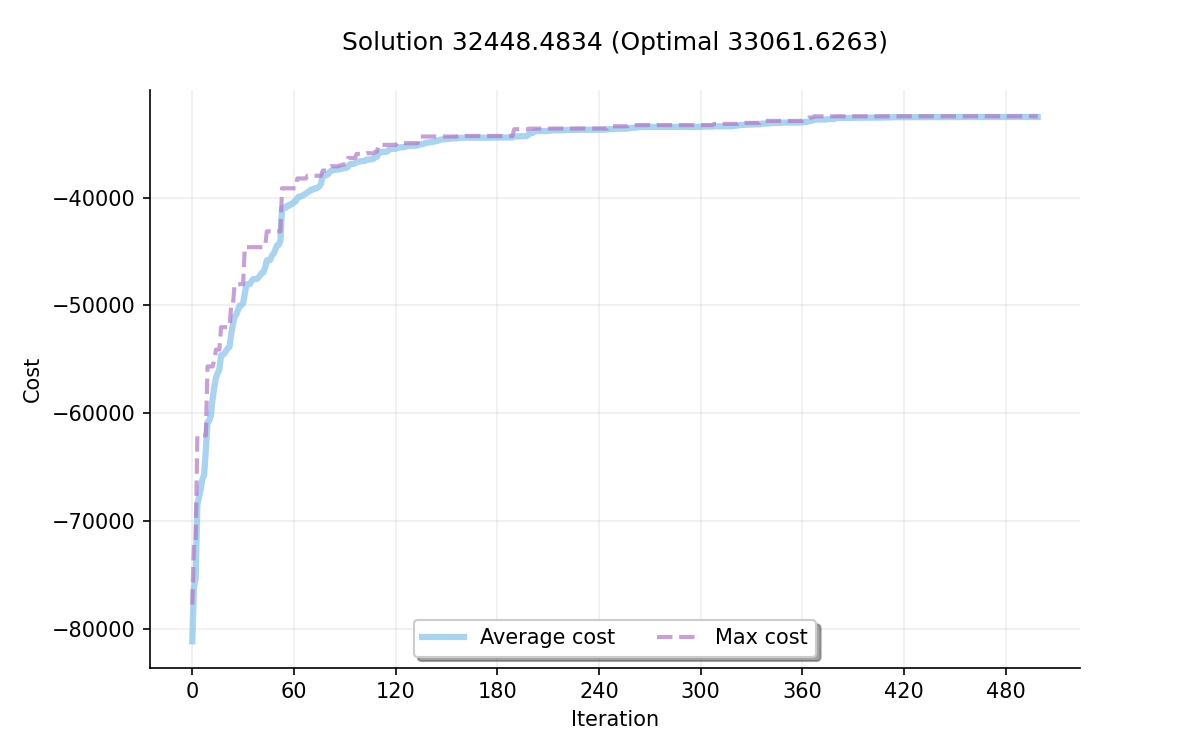 Solution 32448.4834 (Optimal 33061.6263)
Cost
−40000
−50000
−60000
−70000
−80000
Average cost
Max cost
0 60 120 180 240 300 360 420 480
Iteration